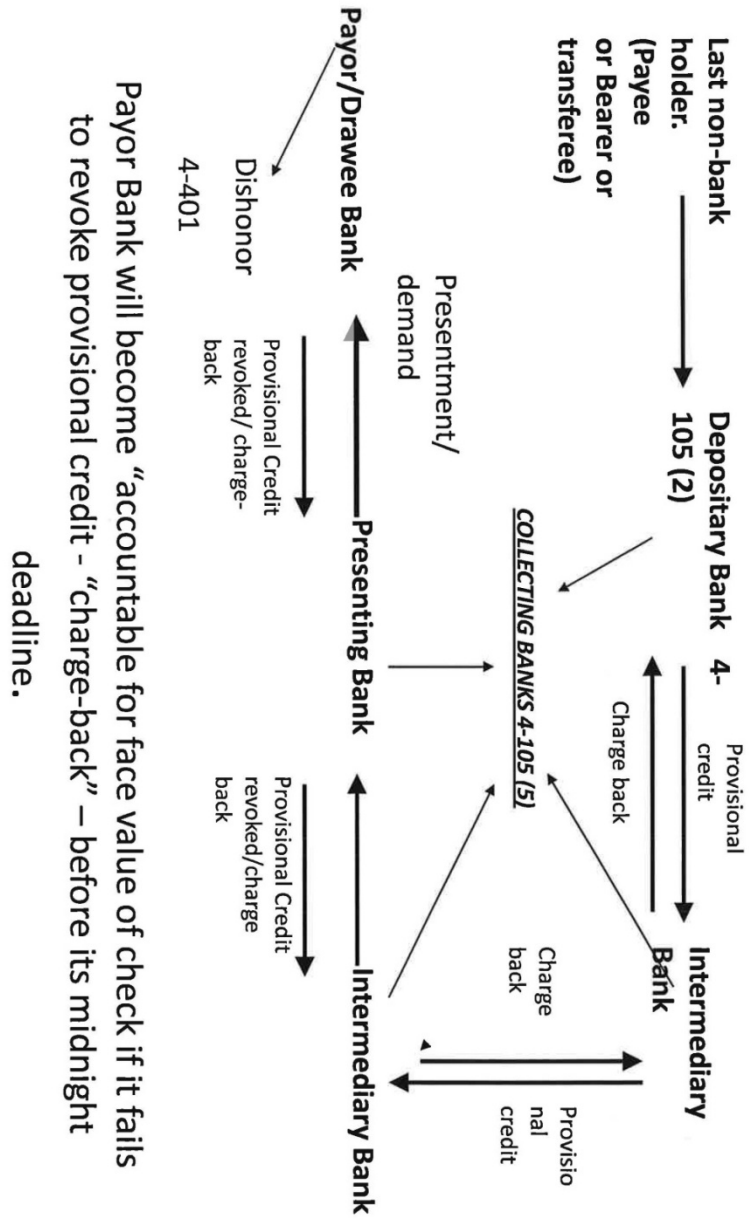 Last non-bank
holder.
(Payee
or Bearer or
transferee)
Depositary Bank 4-
105 (2)
Provisional
credit
Charge back
Intermediary
Bank
COLLECTING BANKS 4-105 (5)
Charge
back
Provisio
nal
credit
Presentment/
demand
Payor/Drawee Bank
Presenting Bank
Intermediary Bank
Dishonor
4-401
Provisional Credit
revoked/ charge-
back
Provisional Credit
revoked/charge
back
Payor Bank will become “accountable for face value of check if it fails
to revoke provisional credit - “charge-back” – before its midnight
deadline.